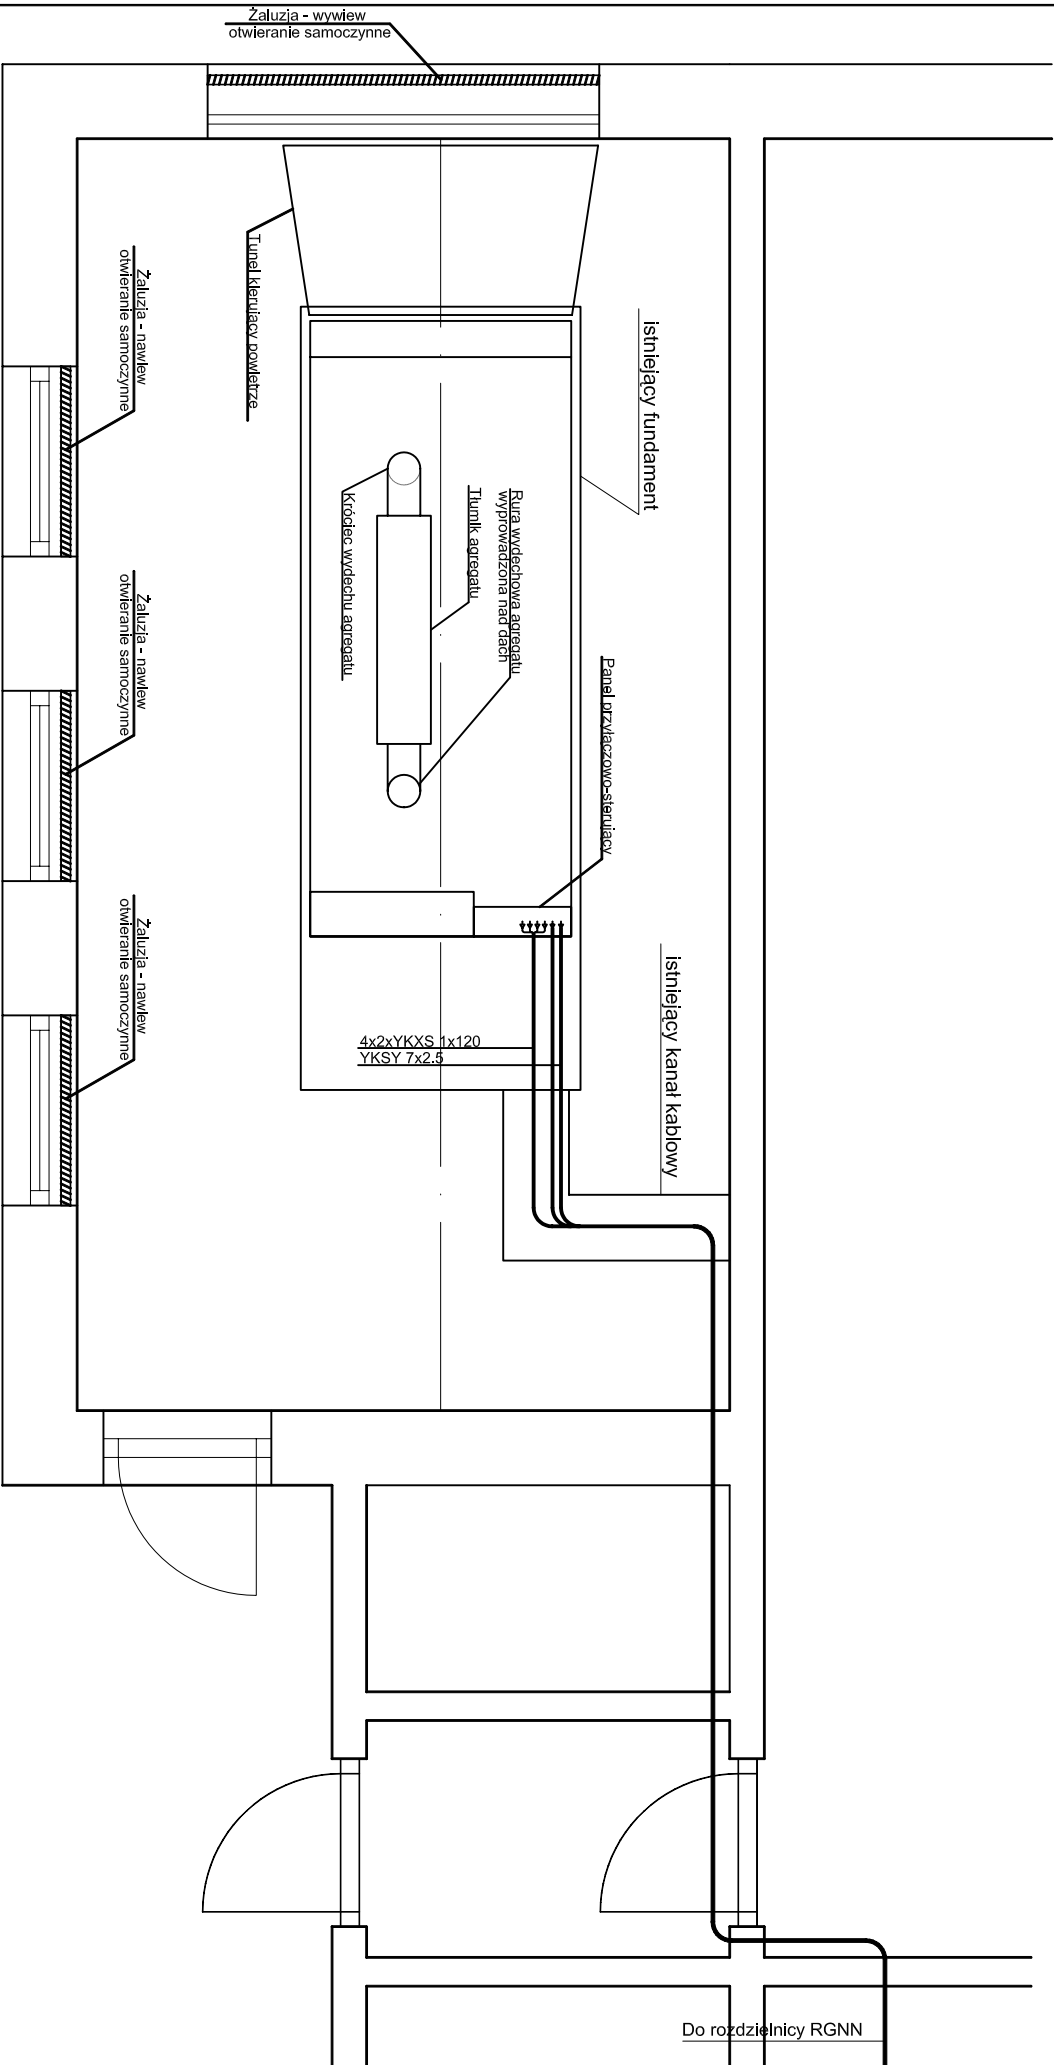 Żaluzja - wywiew
otwieranie samoczynne
Żaluzja - nawiew
otwieranie samoczynne
Tunel kierujący powietrze
istniejący fundament
Króciec wydechu agregatu
Tłumik agregatu
Rura wydechowa agregatu
wyprowadzona nad dach
Żaluzja - nawiew
otwieranie samoczynne
Panel przyłączowo-sterujący
Żaluzja - nawiew
otwieranie samoczynne
istniejący kanał kablowy
4x2xYKXS 1x120
YKSY 7x2.5
Do rozdzielnicy RGNN